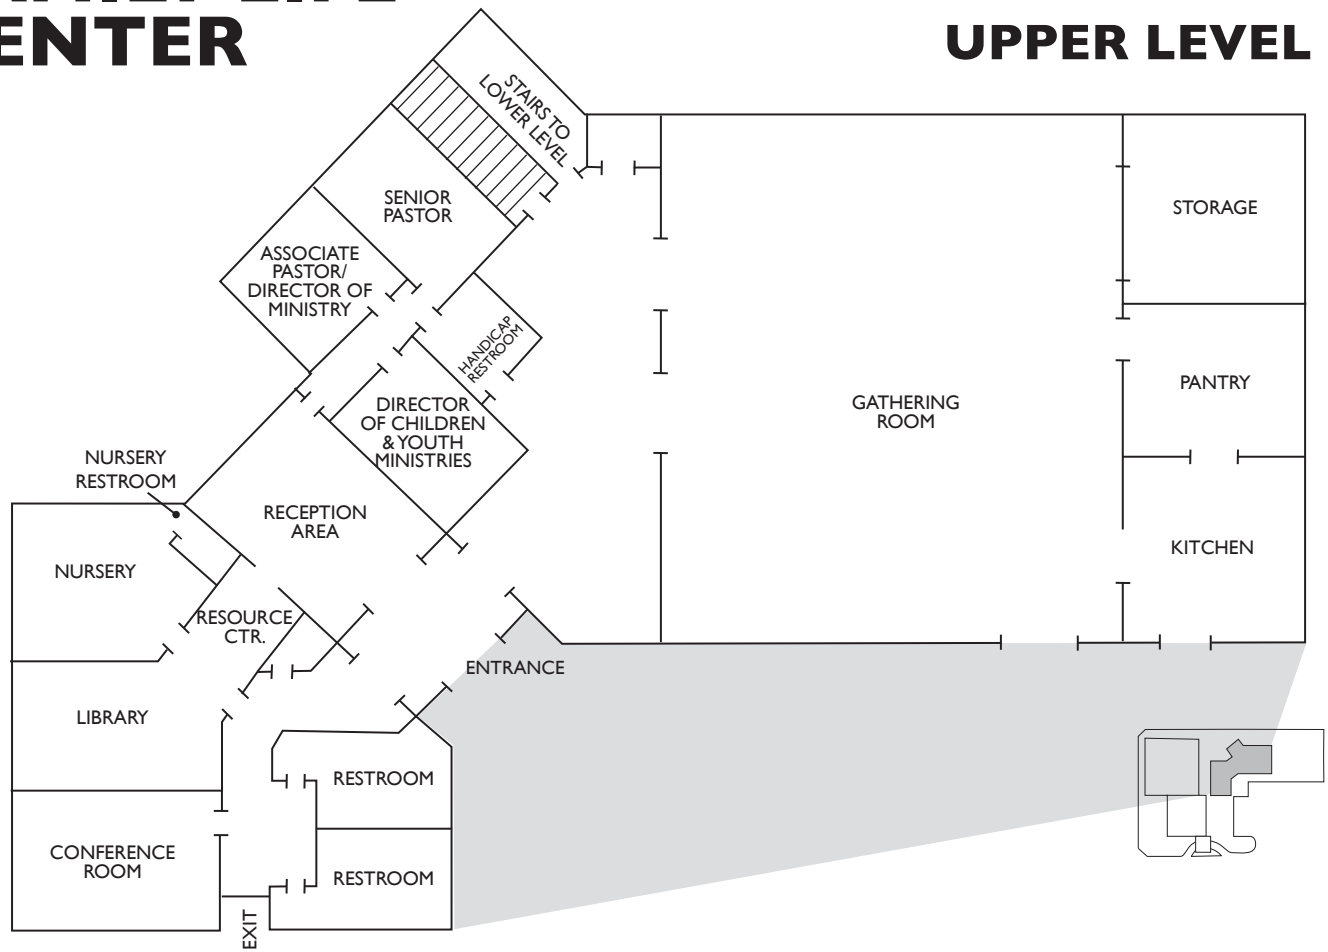 ENTER
UPPER LEVEL
STAIRS TO
LOWER LEVEL
SENIOR
PASTOR
STORAGE
ASSOCIATE
PASTOR/
DIRECTOR OF
MINISTRY
HANDICAP
RESTROOM
PANTRY
GATHERING
ROOM
DIRECTOR
OF CHILDREN
& YOUTH
MINISTRIES
NURSERY
RESTROOM
RECEPTION
AREA
KITCHEN
NURSERY
RESOURCE
CTR.
ENTRANCE
LIBRARY
RESTROOM
CONFERENCE
ROOM
RESTROOM
EXIT